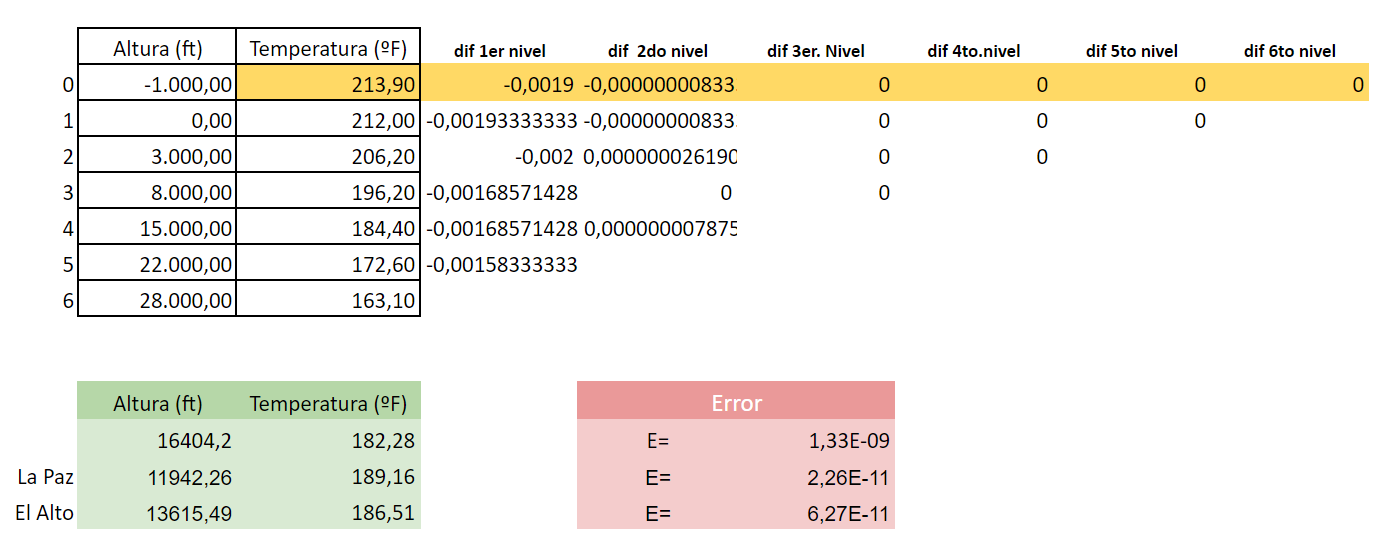 Altura (ft) Temperatura (ºF) dif 1er nivel dif 2do nivel dif 3er. Nivel dif 4to.nivel dif 5to nivel dif 6to nivel
0 -1.000,00 213,90 -0,0019 -0,00000000833 0 0 0 0
1 0,00 212,00 -0,00193333333 -0,00000000833 0 0 0
2 3.000,00 206,20 -0,002 0,000000026190 0 0
3 8.000,00 196,20 -0,00168571428 0 0
4 15.000,00 184,40 -0,00168571428 0,000000007875
5 22.000,00 172,60 -0,00158333333
6 28.000,00 163,10
Altura (ft) Temperatura (ºF) Error
16404,2 182,28 E= 1,33E-09
La Paz 11942,26 189,16 E= 2,26E-11
El Alto 13615,49 186,51 E= 6,27E-11